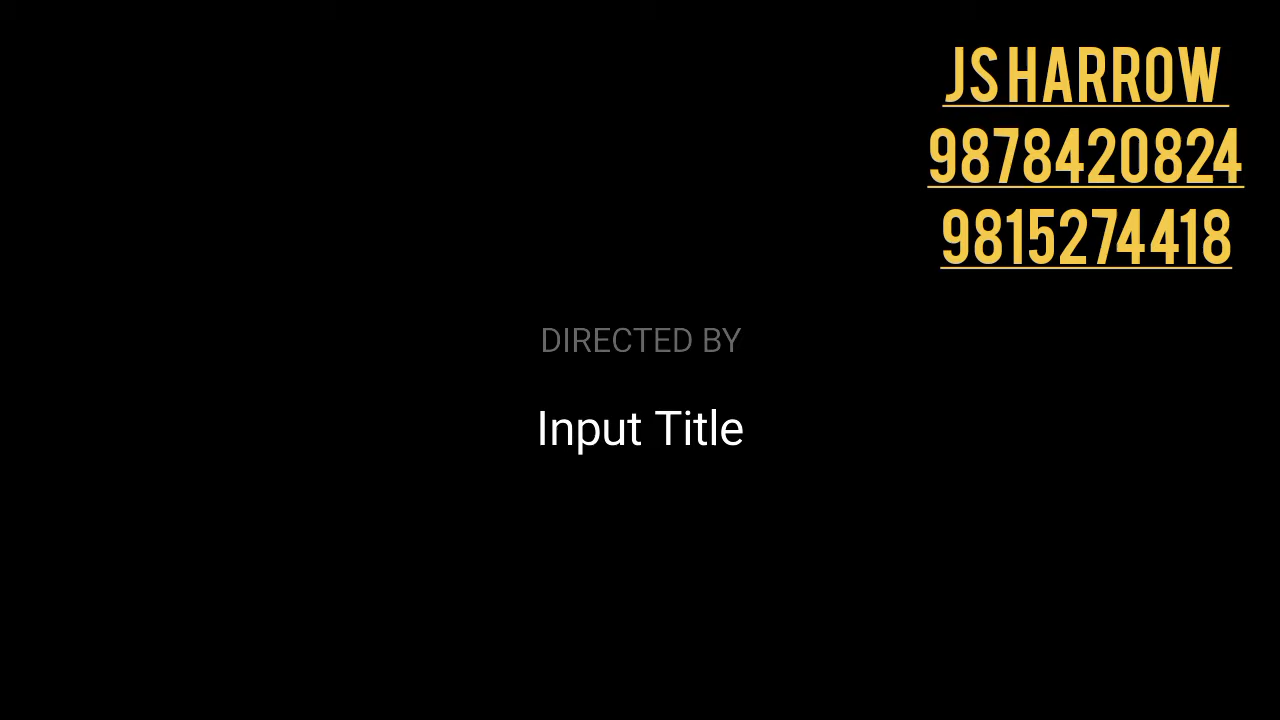 JS HARROW
9878420824
9815274418
DIRECTED BY
Input Title